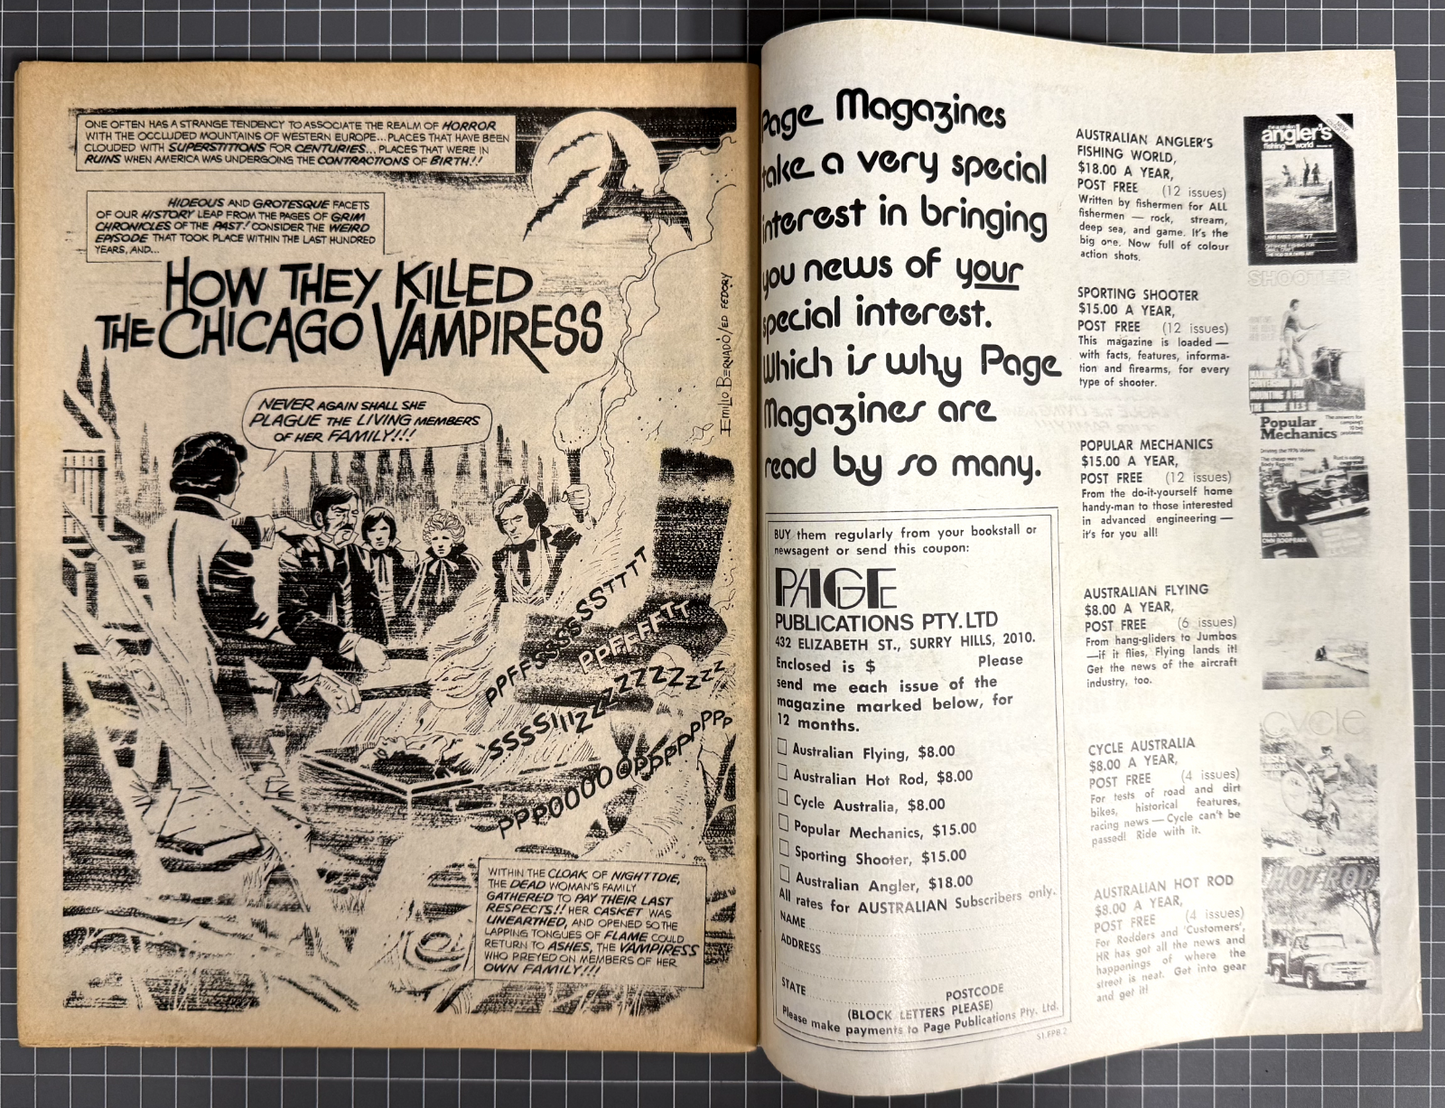 ONE OFTEN HAS A STRANGE TENDENCY TO ASSOCIATE THE REALM OF HORROR
WITH THE OCCLUDED MOUNTAINS OF WESTERN EUROPE...PLACES THAT HAVE BEEN
CLOUDED WITH SUPERSTITIONS FOR CENTURIES...PLACES THAT WERE IN
RUINS WHEN AMERICA WAS UNDERGOING THE CONTRACTIONS OF BIRTH!!
HIDEOUS AND GROTESQUE FACETS
OF OUR HISTORY LEAP FROM THE PAGES OF GRIM
CHRONICLES OF THE PAST! CONSIDER THE WEIRD
EPISODE THAT TOOK PLACE WITHIN THE LAST HUNDRED
YEARS, AND...
HOW THEY KILLED
THE CHICAGO VAMPIRESS
EMILIO BERNADO/ED FEDORY
NEVER AGAIN SHALL SHE
PLAGUE THE LIVING MEMBERS
OF HER FAMILY!!!
PPFFSSSSSSSTTTT
PPFFFFTT
SSSSSIIIZZZZZZZZZZ
PPPOOOOOOPPPPPPPPP
WITHIN THE CLOAK OF NIGHTTDIE,
THE DEAD WOMAN'S FAMILY
GATHERED TO PAY THEIR LAST
RESPECTS!! HER CASKET WAS
UNEARTHED, AND OPENED SO THE
LAPPING TONGUES OF FLAME COULD
RETURN TO ASHES, THE VAMPIRESS
WHO PREYED ON MEMBERS OF HER
OWN FAMILY!!!
Page Magazines
take a very special
interest in bringing
you news of your
special interest.
Which is why Page
Magazines are
read by so many.
BUY them regularly from your bookstall or
newsagent or send this coupon:
PAGE
PUBLICATIONS PTY. LTD
432 ELIZABETH ST., SURRY HILLS, 2010.
Enclosed is $ Please
send me each issue of the
magazine marked below, for
12 months.
Australian Flying, $8.00
Australian Hot Rod, $8.00
Cycle Australia, $8.00
Popular Mechanics, $15.00
Sporting Shooter, $15.00
Australian Angler, $18.00
All rates for AUSTRALIAN Subscribers only.
NAME
ADDRESS
STATE
POSTCODE
(BLOCK LETTERS PLEASE)
Please make payments to Page Publications Pty. Ltd.
S1.FPB.2
AUSTRALIAN ANGLER'S
FISHING WORLD,
$18.00 A YEAR,
POST FREE (12 issues)
Written by fishermen for ALL
fishermen — rock, stream,
deep sea, and game. It's the
big one. Now full of colour
action shots.
SPORTING SHOOTER
$15.00 A YEAR,
POST FREE (12 issues)
This magazine is loaded —
with facts, features, informa-
tion and firearms, for every
type of shooter.
POPULAR MECHANICS
$15.00 A YEAR,
POST FREE (12 issues)
From the do-it-yourself home
handy-man to those interested
in advanced engineering —
it's for you all!
AUSTRALIAN FLYING
$8.00 A YEAR,
POST FREE (6 issues)
From hang-gliders to Jumbos
—if it flies, Flying lands it!
Get the news of the aircraft
industry, too.
CYCLE AUSTRALIA
$8.00 A YEAR,
POST FREE (4 issues)
For tests of road and dirt
bikes, historical features,
racing news — Cycle can't be
passed! Ride with it.
AUSTRALIAN HOT ROD
$8.00 A YEAR,
POST FREE (4 issues)
For Rodders and 'Customers',
HR has got all the news and
happenings of where the
street is neat. Get into gear
and get it!
angler's
fishing world
SHOOTER
Popular
Mechanics
BUILD YOUR
cycle
HOT ROD